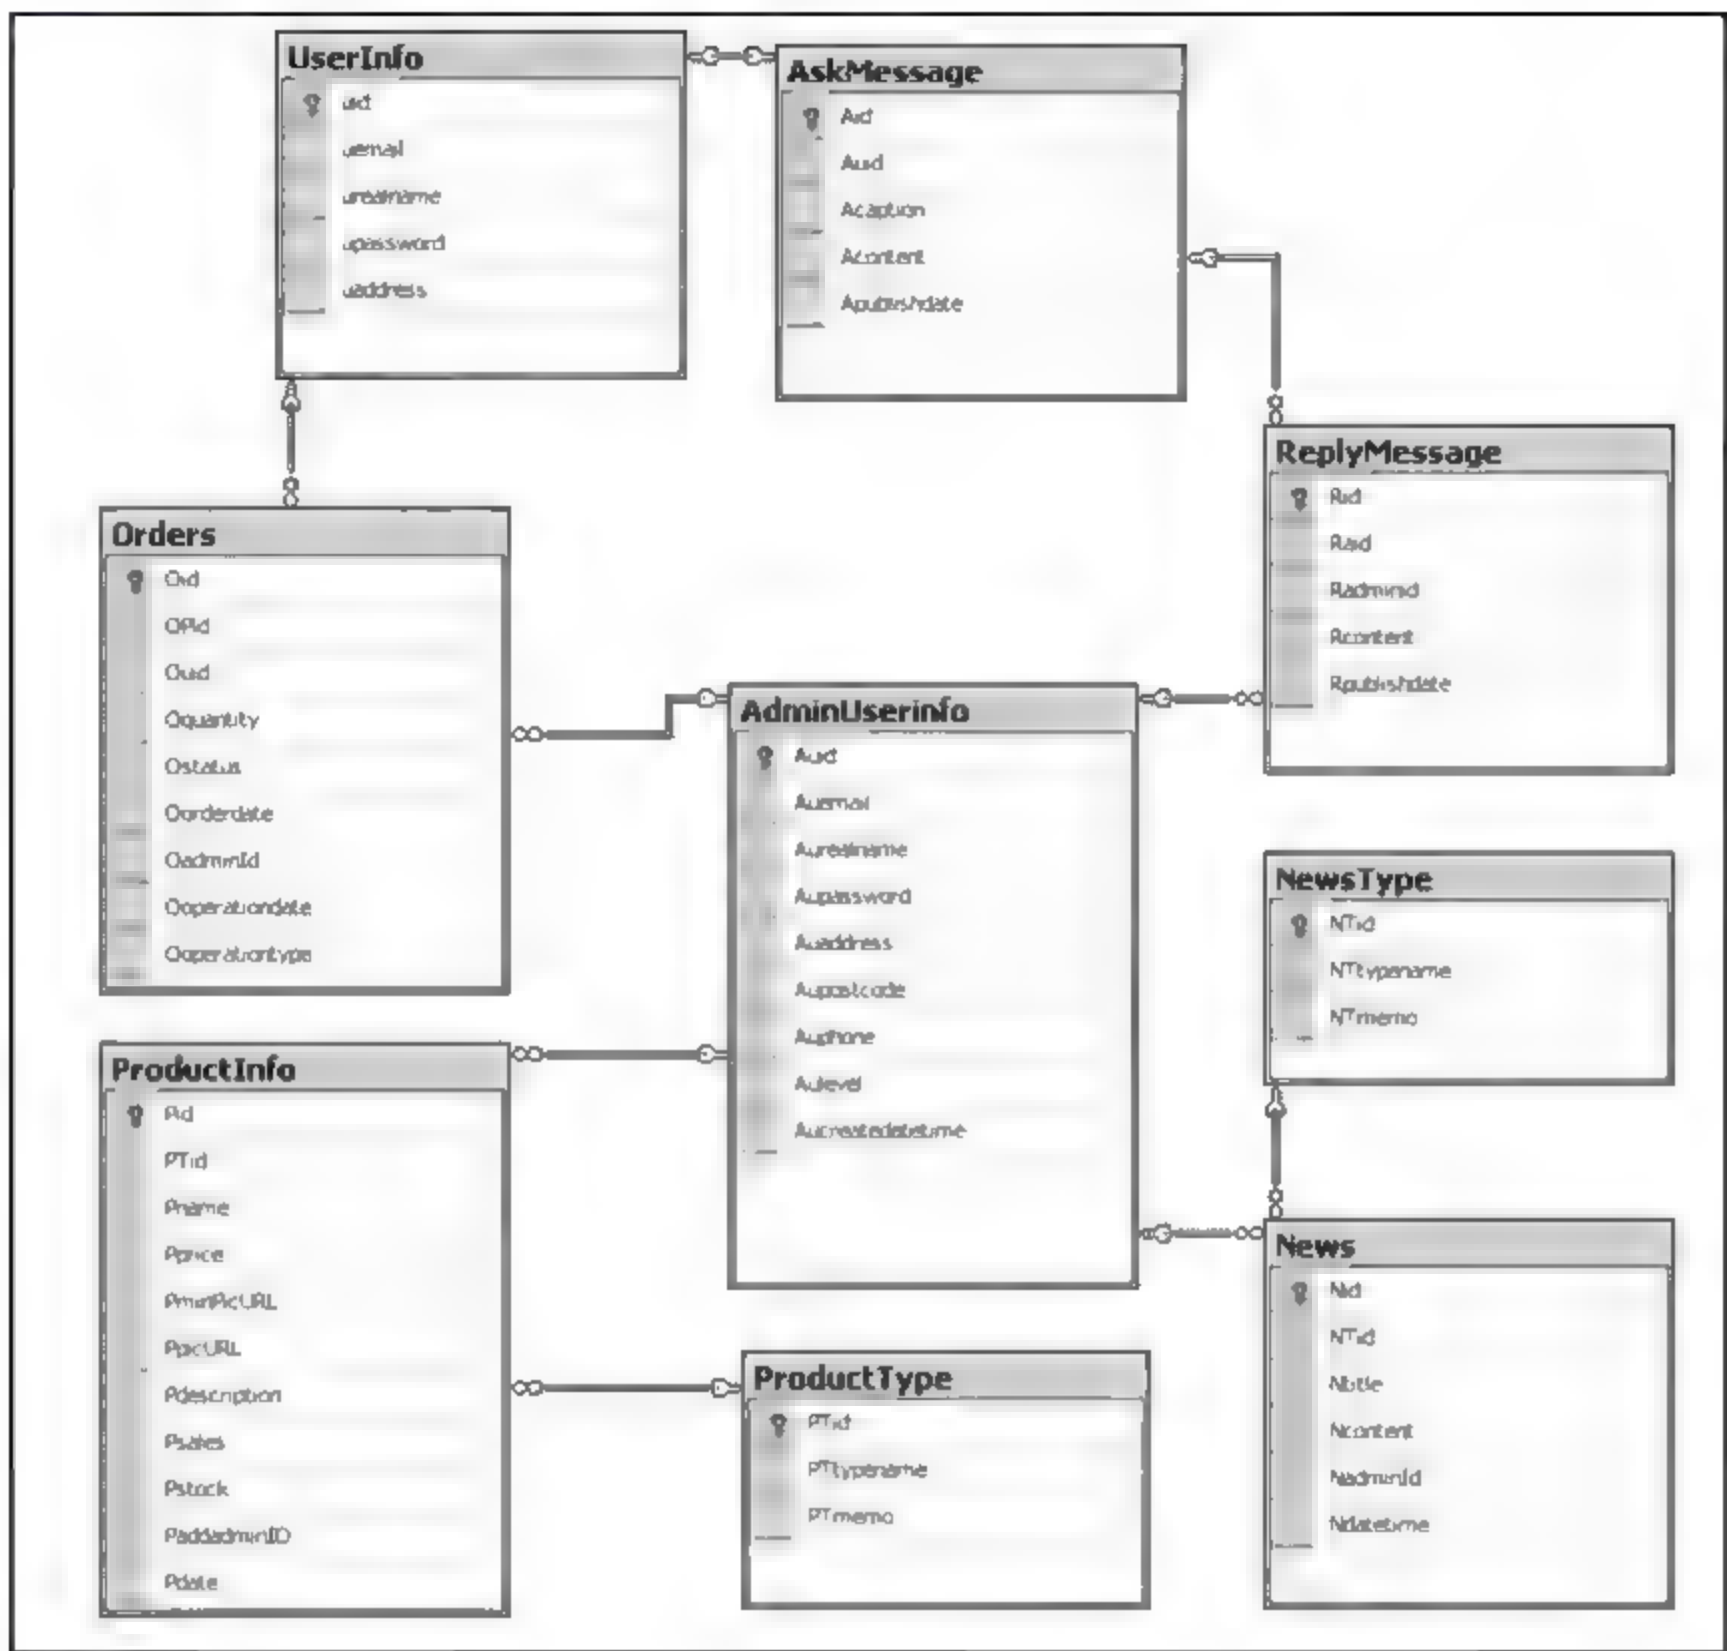 UserInfo
uid
uemail
urealname
upassword
uaddress
AskMessage
Aid
Auid
Acaption
Acontent
Apublishdate
ReplyMessage
Rid
Raid
Radminid
Rcontent
Rpublishdate
Orders
Oid
OPid
Ouid
Oquantity
Ostatus
Oorderdate
OadminId
Ooperationdate
Ooperationtype
AdminUserinfo
Auid
Auemail
Aurealname
Aupassword
Auaddress
Aupostcode
Auphone
Aulevel
Aucreatedatetime
NewsType
NTid
NTtypename
NTmemo
ProductInfo
Pid
PTid
Pname
Pprice
PminPicURL
PpicURL
Pdescription
Psales
Pstock
PaddadminID
Pdate
ProductType
PTid
PTtypename
PTmemo
News
Nid
NTid
Ntitle
Ncontent
NadminId
Ndatetime